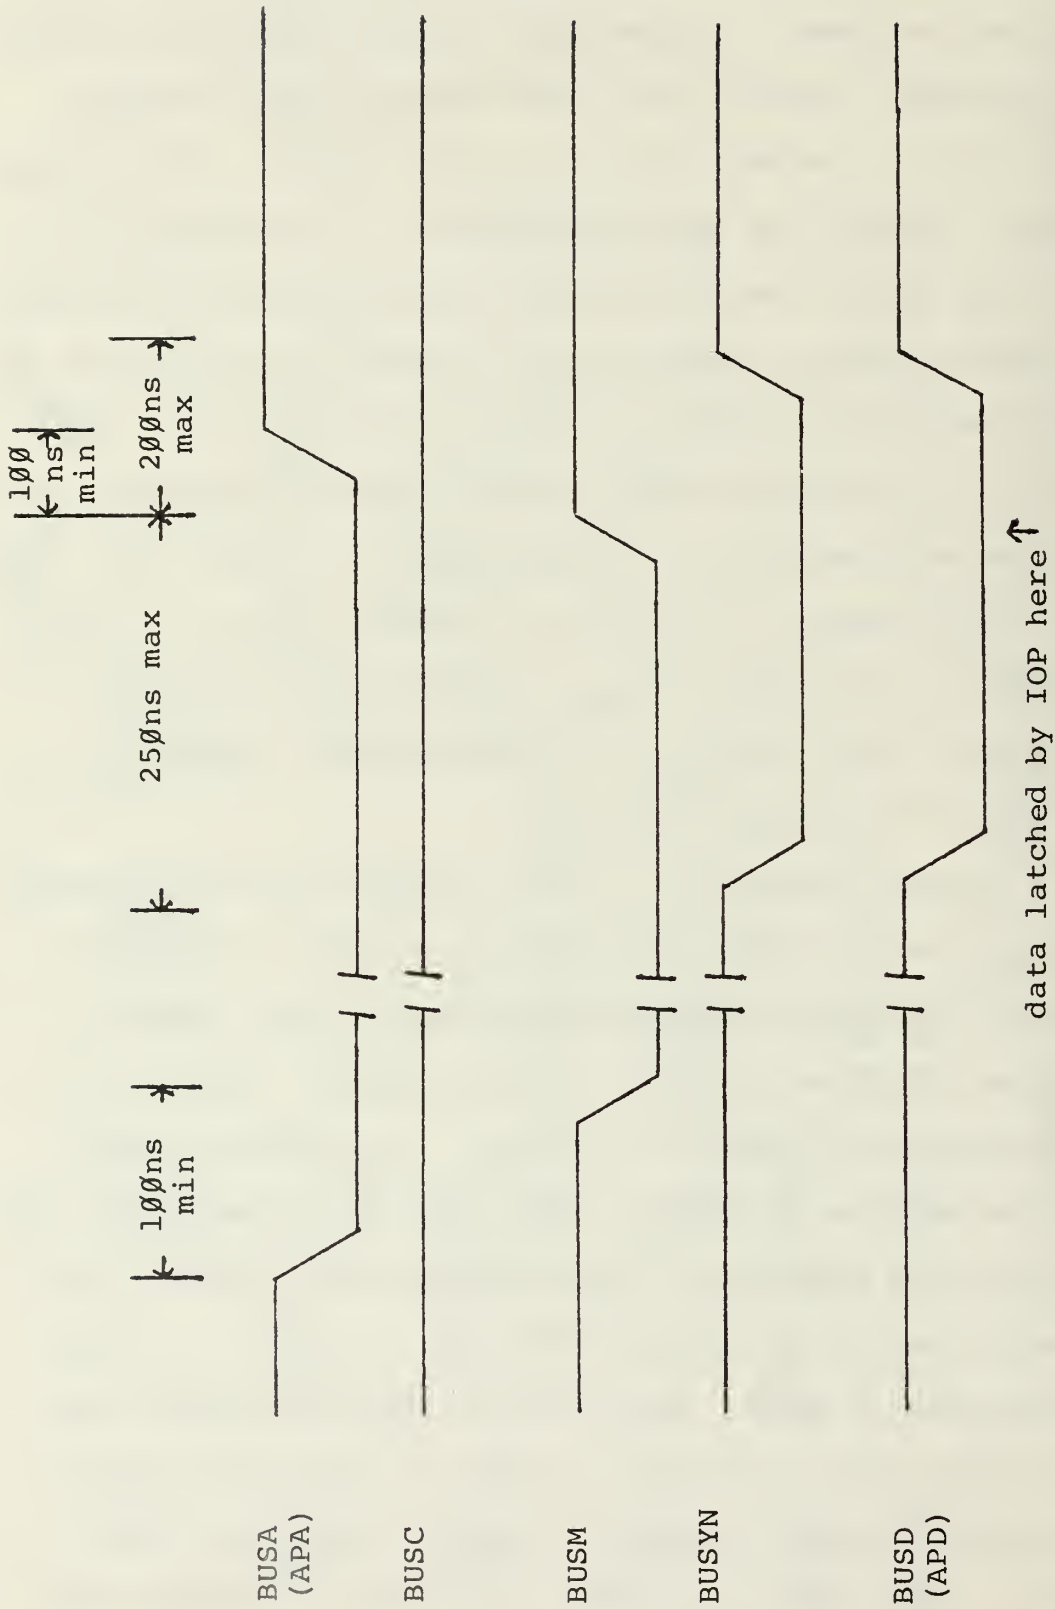 100
ns
min
100ns
min
250ns max
200ns
max
BUSA
(APA)
BUSC
BUSM
BUSYN
BUSD
(APD)
data latched by IOP here